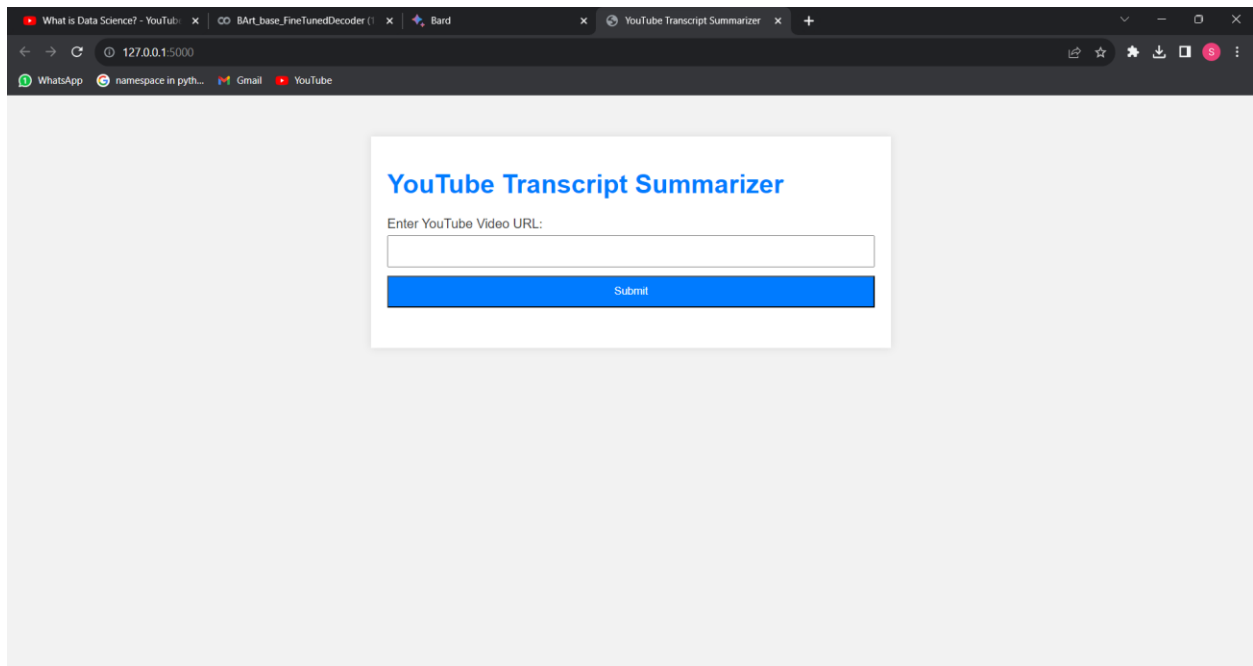 What is Data Science? - YouTube
BArt_base_FineTunedDecoder (1
Bard
YouTube Transcript Summarizer
127.0.0.1:5000
S
WhatsApp
namespace in pyth...
Gmail
YouTube
YouTube Transcript Summarizer
Enter YouTube Video URL:
Submit